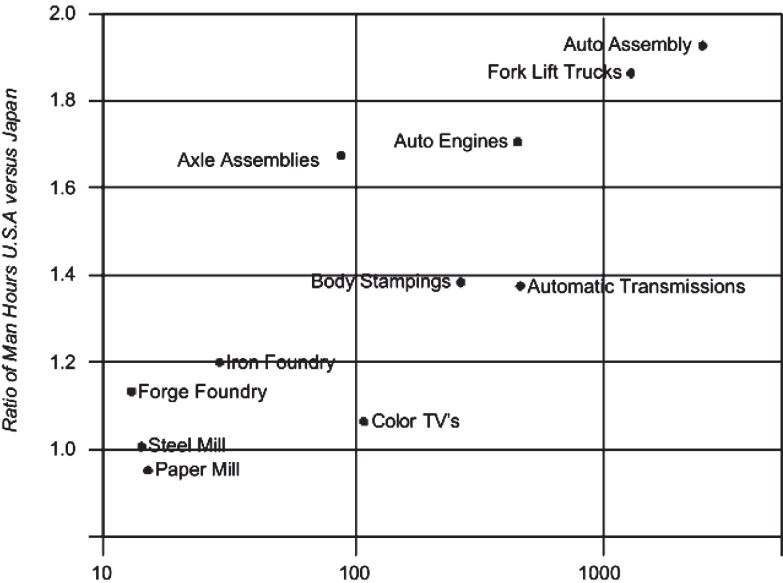 2.0
Auto Assembly
Fork Lift Trucks
1.8
Auto Engines
Axle Assemblies
1.6
1.4
Body Stampings
Automatic Transmissions
1.2
Iron Foundry
Forge Foundry
Color TV's
1.0
Steel Mill
Paper Mill
10
100
1000
Ratio of Man Hours U.S.A versus Japan